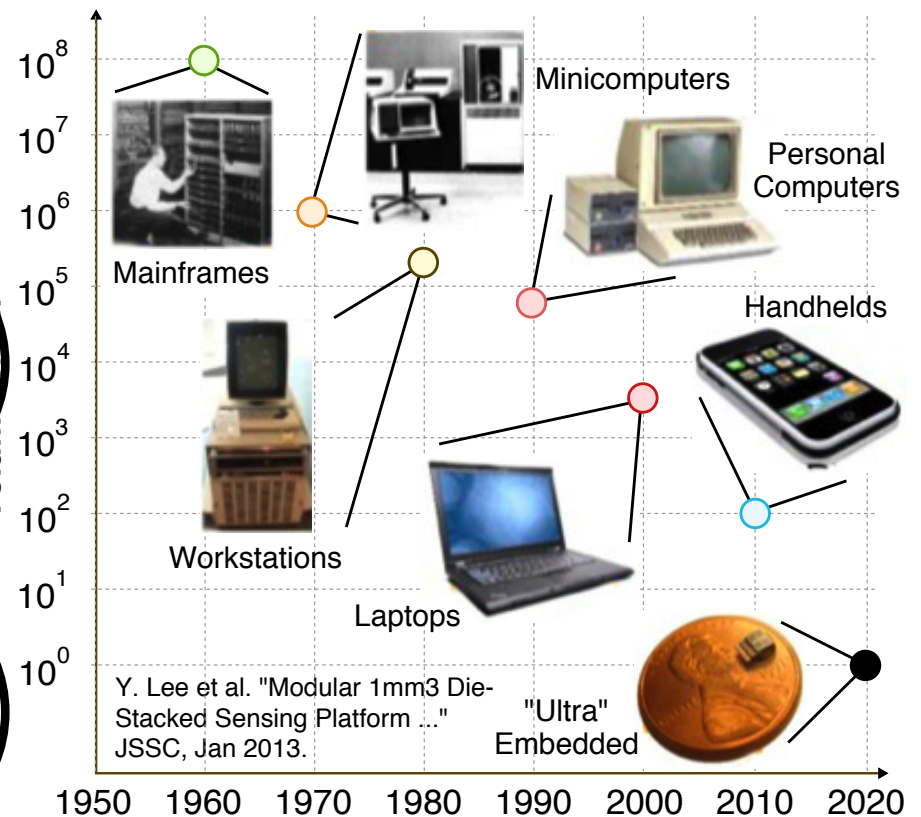 10^8
10^7
10^6
10^5
10^4
10^3
10^2
10^1
10^0
Minicomputers
Personal
Computers
Mainframes
Handhelds
Workstations
Laptops
"Ultra"
Embedded
Y. Lee et al. "Modular 1mm3 Die-
Stacked Sensing Platform ..."
JSSC, Jan 2013.
1950 1960 1970 1980 1990 2000 2010 2020